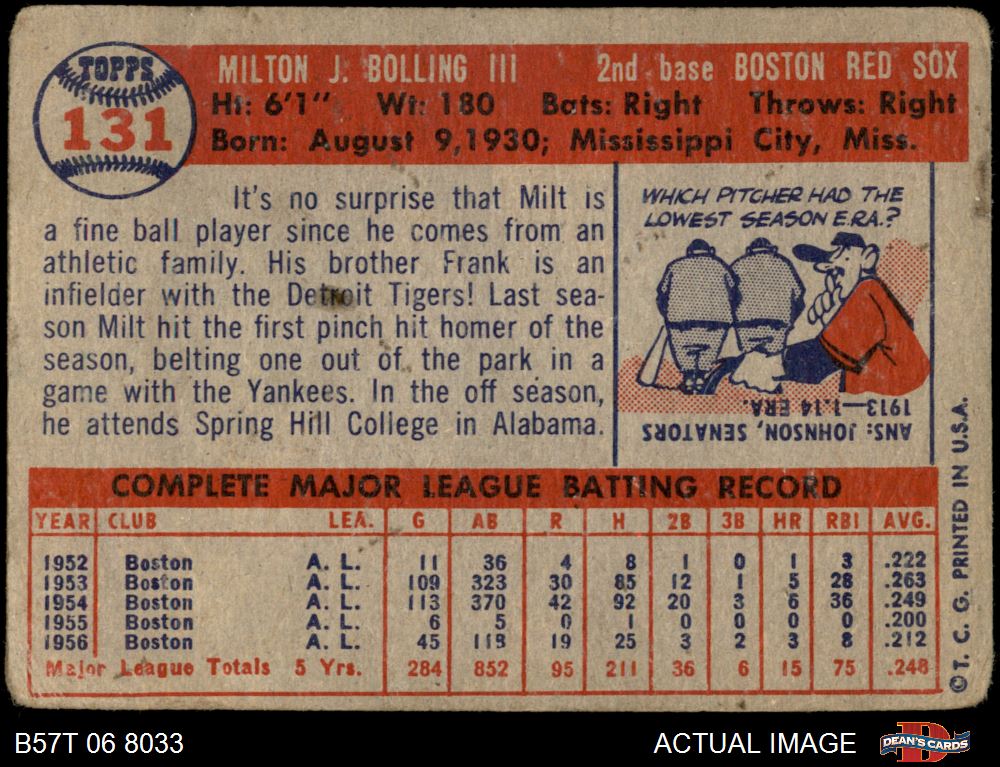 TOPPS
131
MILTON J. BOLLING III 2nd base BOSTON RED SOX
Ht: 6'1" Wt: 180 Bats: Right Throws: Right
Born: August 9, 1930; Mississippi City, Miss.
It's no surprise that Milt is
a fine ball player since he comes from an
athletic family. His brother Frank is an
infielder with the Detroit Tigers! Last sea-
son Milt hit the first pinch hit homer of the
season, belting one out of the park in a
game with the Yankees. In the off season,
he attends Spring Hill College in Alabama.
WHICH PITCHER HAD THE
LOWEST SEASON E.R.A.?
ANS: JOHNSON, SENATORS
1913—1.14 ERA.
COMPLETE MAJOR LEAGUE BATTING RECORD
YEAR CLUB LEA. G AB R H 2B 3B HR RBI AVG.
1952 Boston A. L. 11 36 4 8 1 0 1 3 .222
1953 Boston A. L. 109 323 30 85 12 1 5 28 .263
1954 Boston A. L. 113 370 42 92 20 3 6 36 .249
1955 Boston A. L. 6 5 0 1 0 0 0 0 .200
1956 Boston A. L. 45 118 19 25 3 2 3 8 .212
Major League Totals 5 Yrs. 284 852 95 211 36 6 15 75 .248
© T. C. G. PRINTED IN U.S.A.
B57T 06 8033
ACTUAL IMAGE
D
DEAN'S CARDS